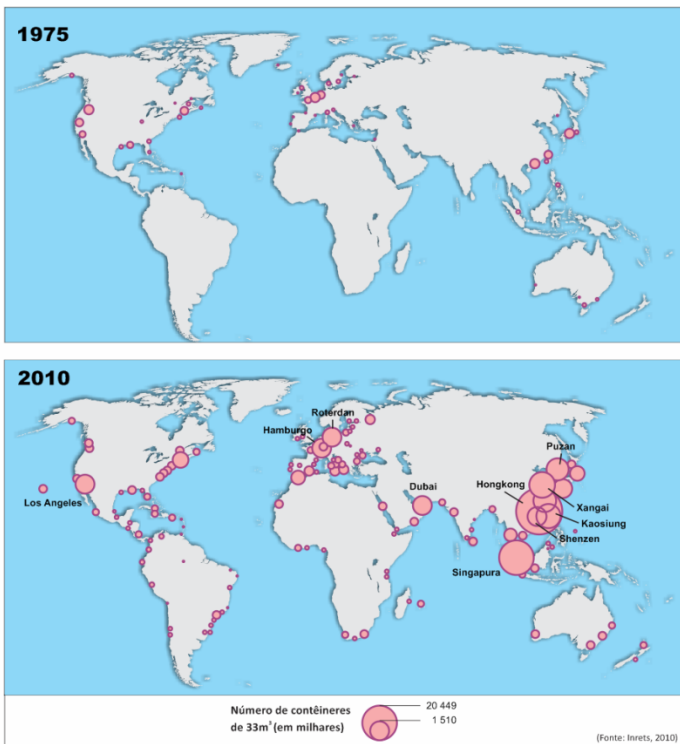 1975
2010
Roterdan
Hamburgo
Puzan
Dubai
Hongkong
Los Angeles
Xangai
Kaosiung
Shenzen
Singapura
Número de contêineres
de 33m³ (em milhares)
20 449
1 510
(Fonte: Inrets, 2010)